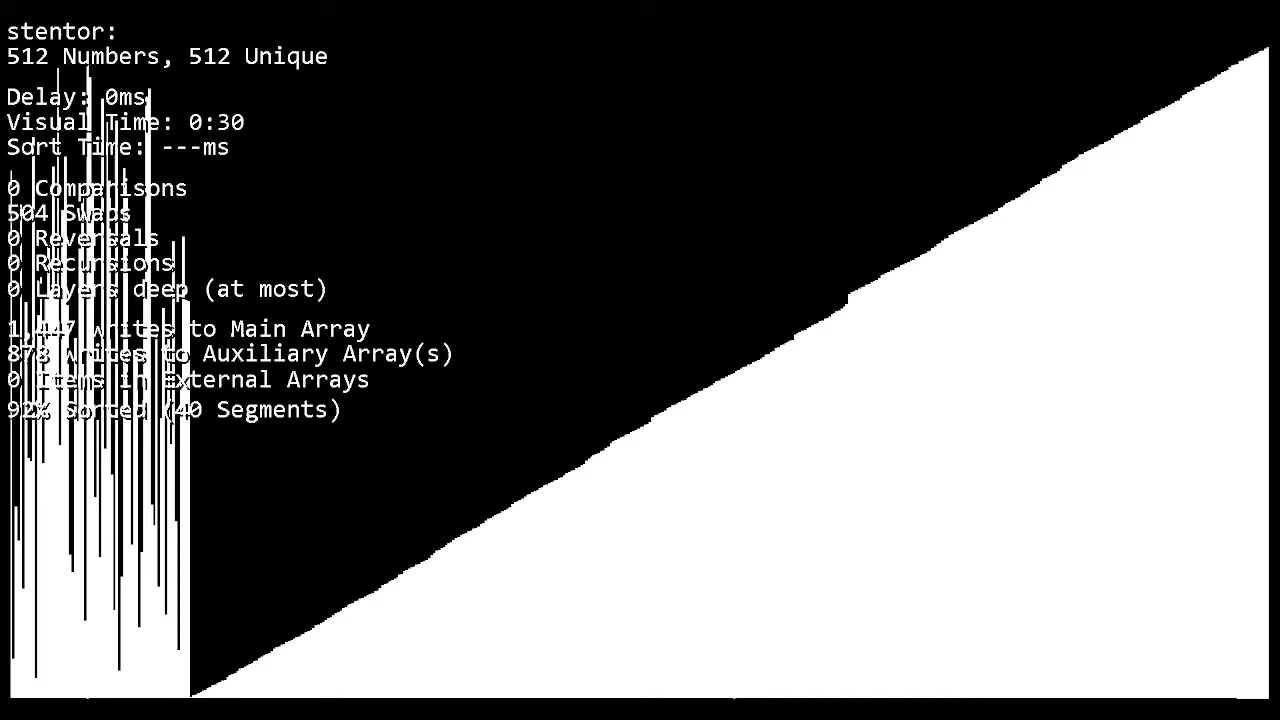 stentor:
512 Numbers, 512 Unique
Delay: 0ms
Visual Time: 0:30
Sort Time: ---ms
0 Comparisons
504 Swaps
0 Reversals
0 Recursions
0 Layers deep (at most)
1,447 Writes to Main Array
878 Writes to Auxiliary Array(s)
0 Items in External Arrays
92% Sorted (40 Segments)